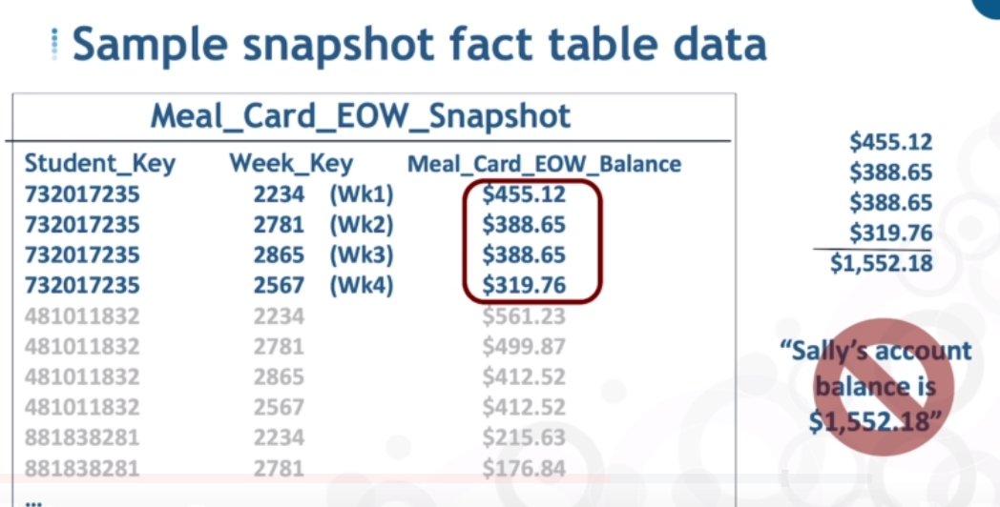 Sample snapshot fact table data
Meal_Card_EOW_Snapshot
Student_Key Week_Key Meal_Card_EOW_Balance
732017235 2234 (Wk1) $455.12
732017235 2781 (Wk2) $388.65
732017235 2865 (Wk3) $388.65
732017235 2567 (Wk4) $319.76
481011832 2234 $561.23
481011832 2781 $499.87
481011832 2865 $412.52
481011832 2567 $412.52
881838281 2234 $215.63
881838281 2781 $176.84
...
$455.12
$388.65
$388.65
$319.76
$1,552.18
“Sally’s account
balance is
$1,552.18”